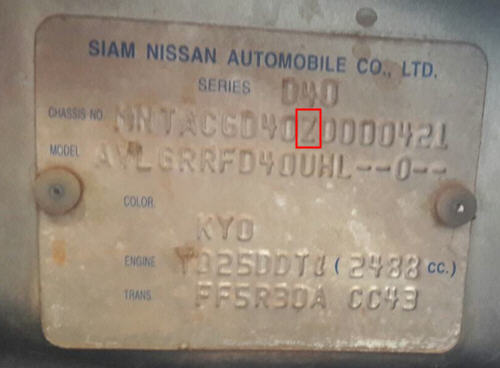 SIAM NISSAN AUTOMOBILE CO., LTD.
SERIES D40
CHASSIS NO. MNTACGD40Z0000421
MODEL AVLGRRFD40UHL--0--
COLOR.
KY0
ENGINE YD25DDTI (2488 CC.)
TRANS. FF5R30A CC43